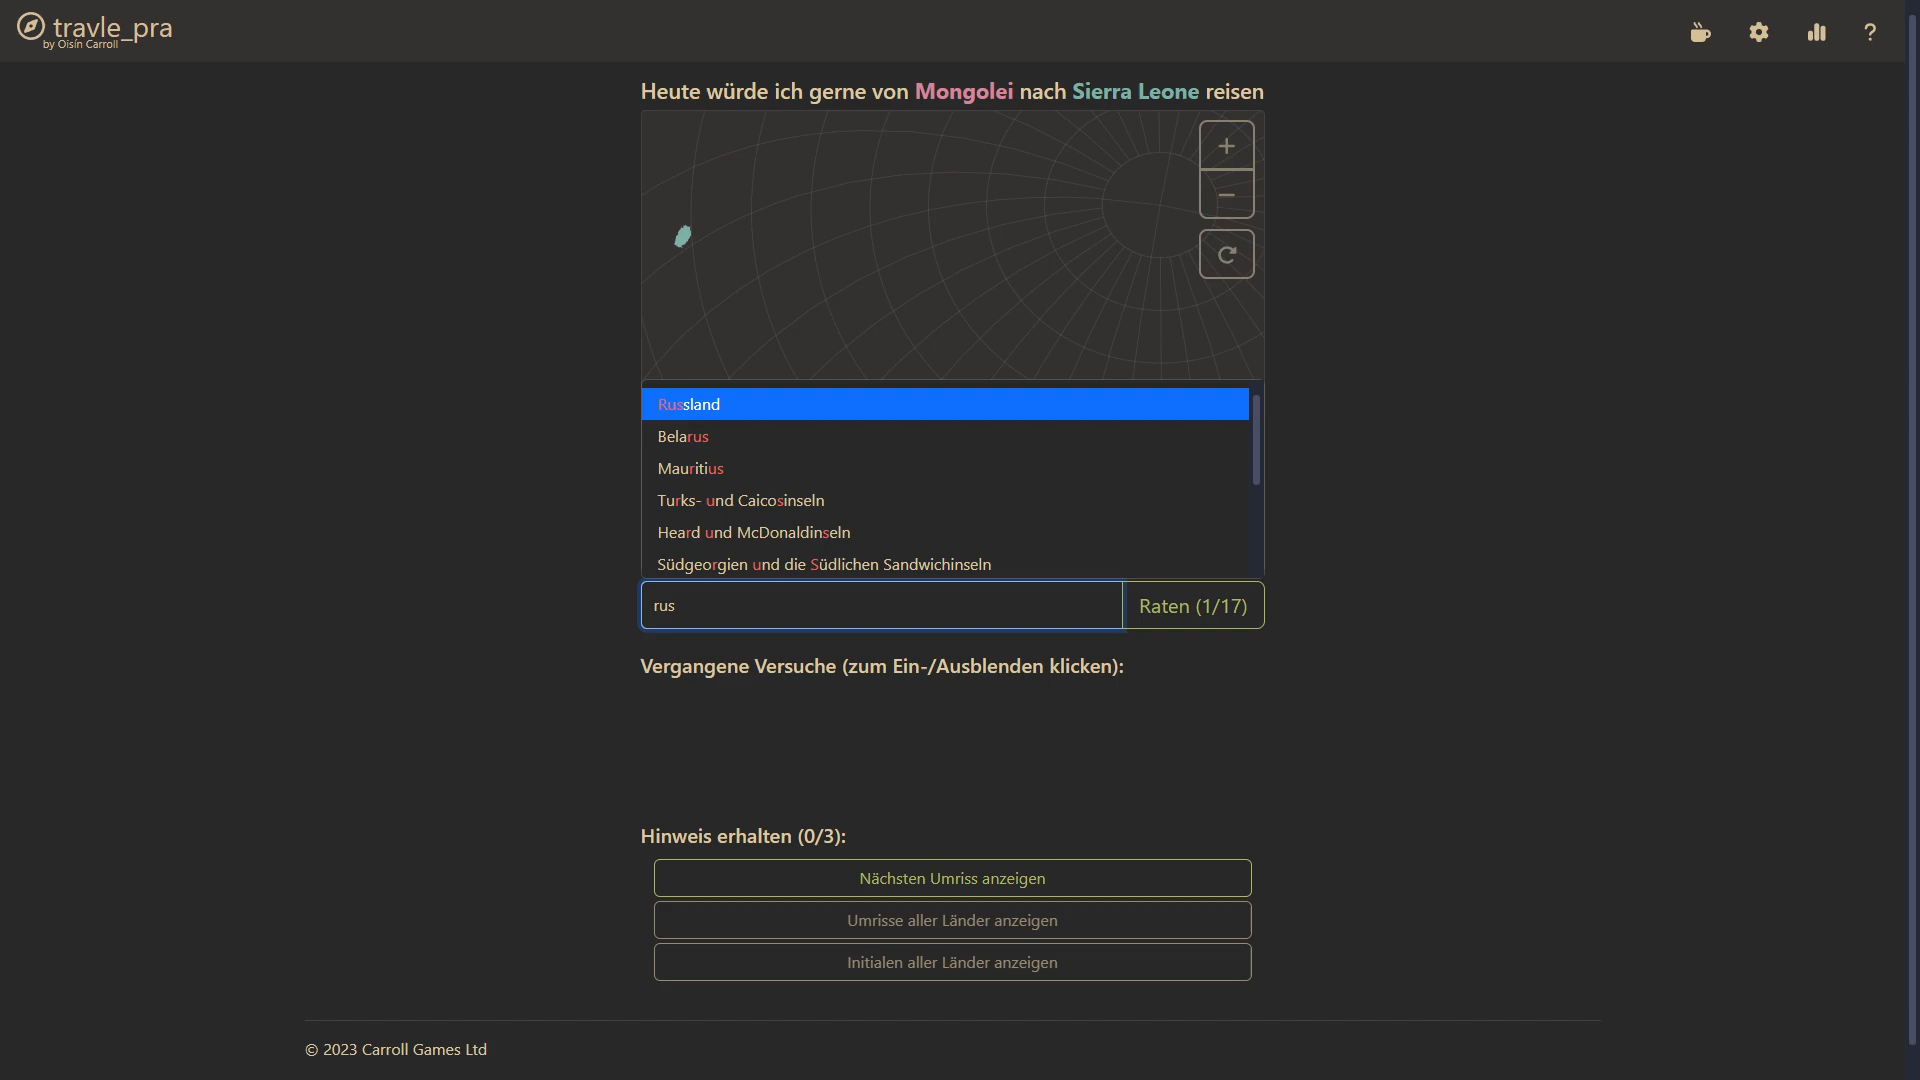 travle_pra
by Oisín Carroll
?
Heute würde ich gerne von Mongolei nach Sierra Leone reisen
+
−
Russland
Belarus
Mauritius
Turks- und Caicosinseln
Heard und McDonaldinseln
Südgeorgien und die Südlichen Sandwichinseln
rus
Raten (1/17)
Vergangene Versuche (zum Ein-/Ausblenden klicken):
Hinweis erhalten (0/3):
Nächsten Umriss anzeigen
Umrisse aller Länder anzeigen
Initialen aller Länder anzeigen
© 2023 Carroll Games Ltd